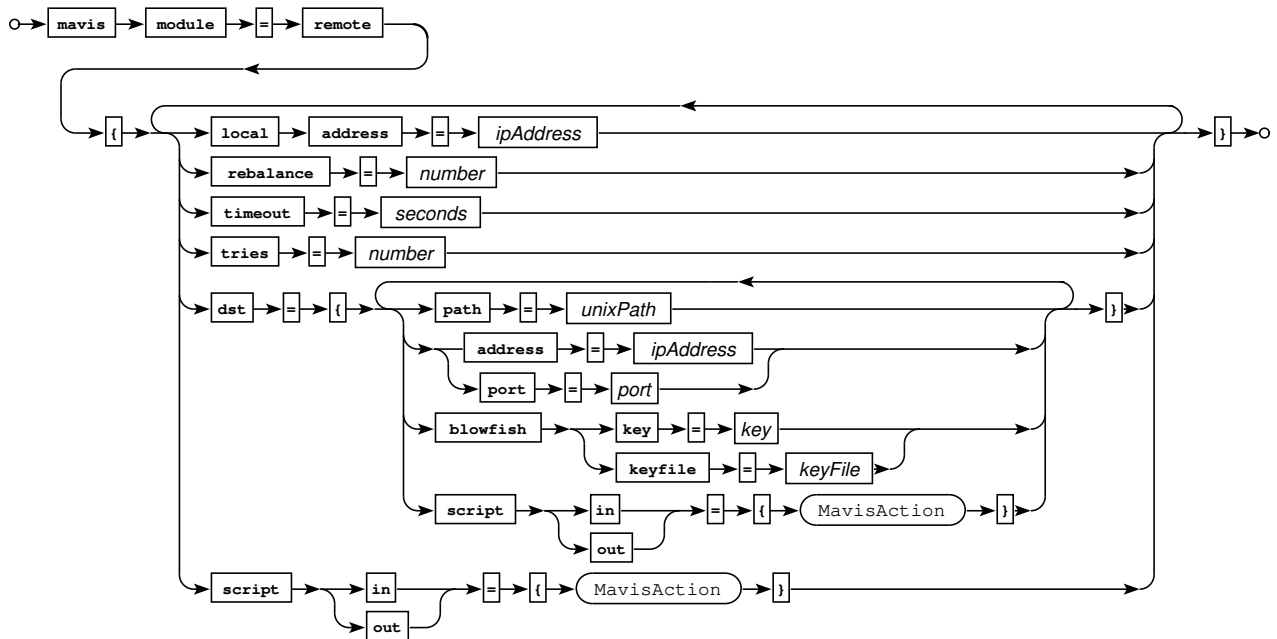 mavis module = remote
{ local address = ipAddress }
rebalance = number
timeout = seconds
tries = number
dst = { path = unixPath }
address = ipAddress
port = port
blowfish key = key
keyfile = keyFile
script in = { MavisAction }
out
script in = { MavisAction }
out